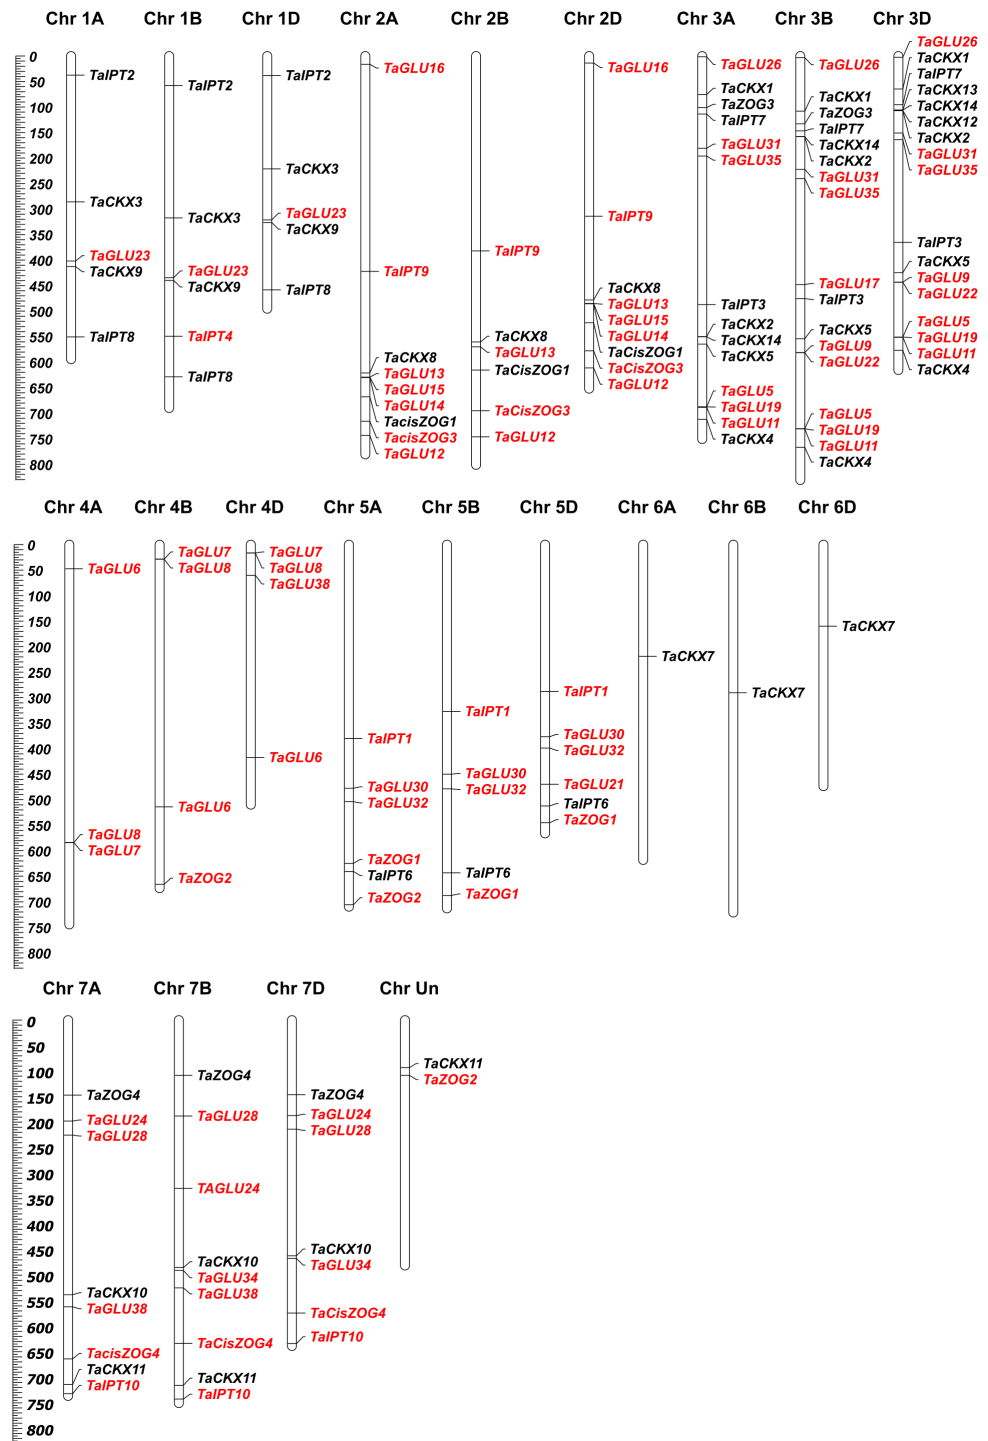 Chr 1A Chr 1B Chr 1D Chr 2A Chr 2B Chr 2D Chr 3A Chr 3B Chr 3D
0
50
100
150
200
250
300
350
400
450
500
550
600
650
700
750
800
TaIPT2
TaCKX3
TaGLU23
TaCKX9
TaIPT8
TaIPT2
TaCKX3
TaGLU23
TaCKX9
TaIPT4
TaIPT8
TaIPT2
TaCKX3
TaGLU23
TaCKX9
TaIPT8
TaGLU16
TaIPT9
TaCKX8
TaGLU13
TaGLU15
TaGLU14
TacisZOG1
TacisZOG3
TaGLU12
TaIPT9
TaCKX8
TaGLU13
TaCisZOG1
TaCisZOG3
TaGLU12
TaGLU16
TaIPT9
TaCKX8
TaGLU13
TaGLU15
TaGLU14
TaCisZOG1
TaCisZOG3
TaGLU12
TaGLU26
TaCKX1
TaZOG3
TaIPT7
TaGLU31
TaGLU35
TaIPT3
TaCKX2
TaCKX14
TaCKX5
TaGLU5
TaGLU19
TaGLU11
TaCKX4
TaGLU26
TaCKX1
TaZOG3
TaIPT7
TaCKX14
TaCKX2
TaGLU31
TaGLU35
TaGLU17
TaIPT3
TaCKX5
TaGLU9
TaGLU22
TaGLU5
TaGLU19
TaGLU11
TaCKX4
TaGLU26
TaCKX1
TaIPT7
TaCKX13
TaCKX14
TaCKX12
TaCKX2
TaGLU31
TaGLU35
TaIPT3
TaCKX5
TaGLU9
TaGLU22
TaGLU5
TaGLU19
TaGLU11
TaCKX4
Chr 4A Chr 4B Chr 4D Chr 5A Chr 5B Chr 5D Chr 6A Chr 6B Chr 6D
0
50
100
150
200
250
300
350
400
450
500
550
600
650
700
750
800
TaGLU6
TaGLU8
TaGLU7
TaGLU7
TaGLU8
TaGLU6
TaZOG2
TaGLU7
TaGLU8
TaGLU38
TaGLU6
TaIPT1
TaGLU30
TaGLU32
TaZOG1
TaIPT6
TaZOG2
TaIPT1
TaGLU30
TaGLU32
TaIPT6
TaZOG1
TaIPT1
TaGLU30
TaGLU32
TaGLU21
TaIPT6
TaZOG1
TaCKX7
TaCKX7
TaCKX7
Chr 7A Chr 7B Chr 7D Chr Un
0
50
100
150
200
250
300
350
400
450
500
550
600
650
700
750
800
TaZOG4
TaGLU24
TaGLU28
TaCKX10
TaGLU38
TacisZOG4
TaCKX11
TaIPT10
TaZOG4
TaGLU28
TAGLU24
TaCKX10
TaGLU34
TaGLU38
TaCisZOG4
TaCKX11
TaIPT10
TaZOG4
TaGLU24
TaGLU28
TaCKX10
TaGLU34
TaCisZOG4
TaIPT10
TaCKX11
TaZOG2